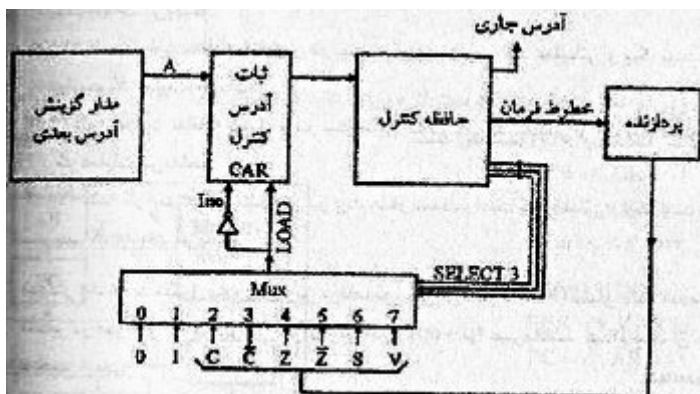 آدرس جاری
مدار گزینش
آدرس بعدی
A
ثبات
آدرس
کنترل
CAR
حافظه کنترل
خطوط فرمان
پردازنده
Inc
LOAD
SELECT 3
Mux
0 1 2 3 4 5 6 7
0 1 C C̅ Z Z̅ S V